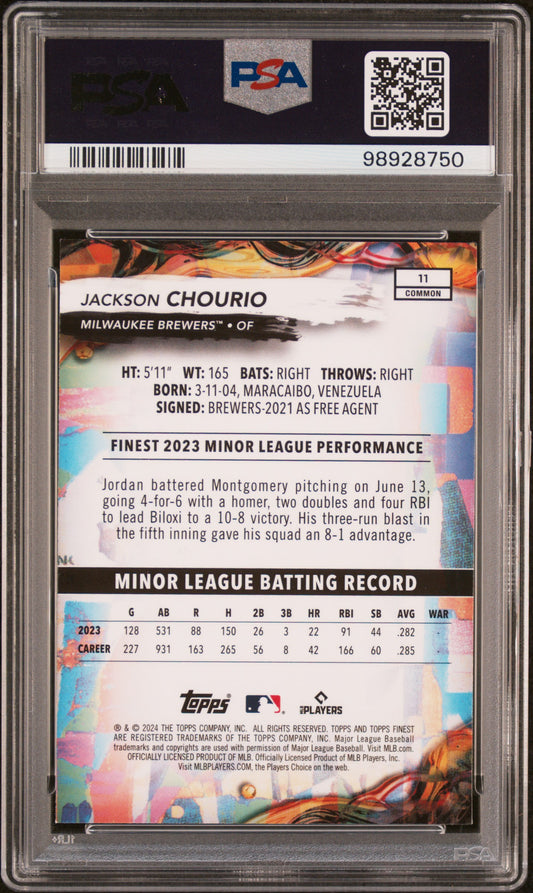 PSA
PSA
98928750
11
COMMON
JACKSON CHOURIO
MILWAUKEE BREWERS™ • OF
HT: 5'11" WT: 165 BATS: RIGHT THROWS: RIGHT
BORN: 3-11-04, MARACAIBO, VENEZUELA
SIGNED: BREWERS-2021 AS FREE AGENT
FINEST 2023 MINOR LEAGUE PERFORMANCE
Jordan battered Montgomery pitching on June 13,
going 4-for-6 with a homer, two doubles and four RBI
to lead Biloxi to a 10-8 victory. His three-run blast in
the fifth inning gave his squad an 8-1 advantage.
MINOR LEAGUE BATTING RECORD
G AB R H 2B 3B HR RBI SB AVG WAR
2023 128 531 88 150 26 3 22 91 44 .282 -
CAREER 227 931 163 265 56 8 42 166 60 .285 -
topps PLAYERS
® & © 2024 THE TOPPS COMPANY, INC. ALL RIGHTS RESERVED. TOPPS AND TOPPS FINEST
ARE REGISTERED TRADEMARKS OF THE TOPPS COMPANY, INC. Major League Baseball
trademarks and copyrights are used with permission of Major League Baseball. Visit MLB.com.
OFFICIALLY LICENSED PRODUCT OF MLB. Officially Licensed Product of MLB Players, Inc.
Visit MLBPLAYERS.com, the Players Choice on the web.
PSA